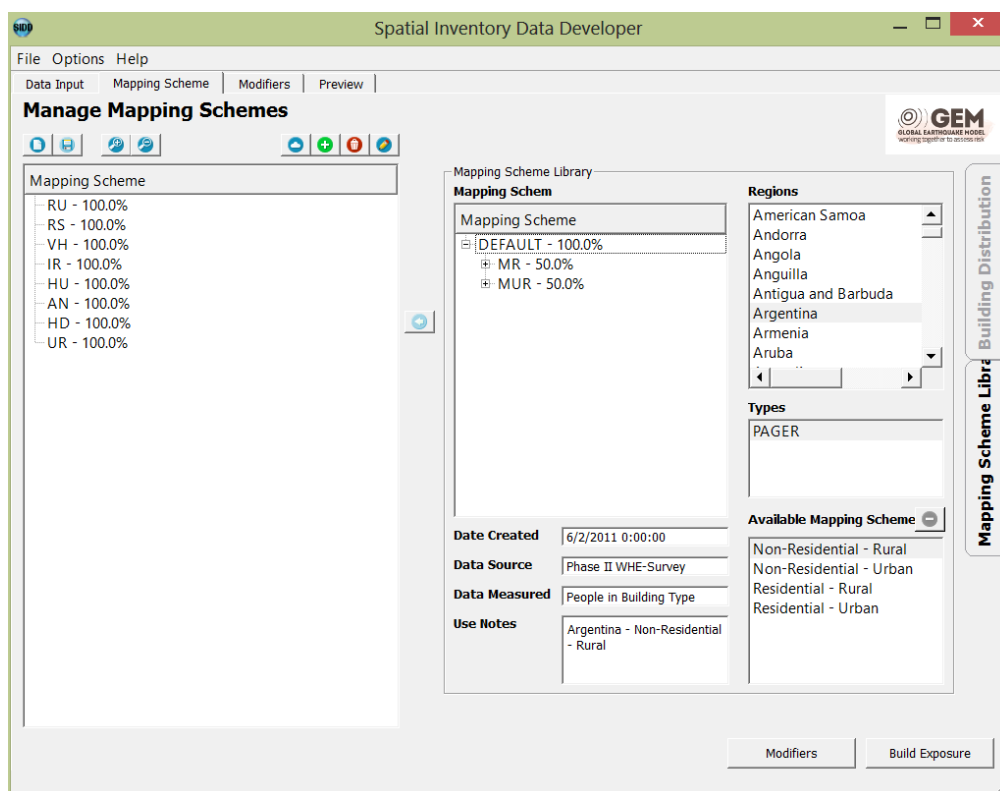 SIDD
Spatial Inventory Data Developer
File Options Help
Data Input Mapping Scheme Modifiers Preview
Manage Mapping Schemes
GEM
GLOBAL EARTHQUAKE MODEL
working together to assess risk
Mapping Scheme
RU - 100.0%
RS - 100.0%
VH - 100.0%
IR - 100.0%
HU - 100.0%
AN - 100.0%
HD - 100.0%
UR - 100.0%
Mapping Scheme Library
Mapping Schem
Mapping Scheme
DEFAULT - 100.0%
MR - 50.0%
MUR - 50.0%
Date Created 6/2/2011 0:00:00
Data Source Phase II WHE-Survey
Data Measured People in Building Type
Use Notes Argentina - Non-Residential
- Rural
Regions
American Samoa
Andorra
Angola
Anguilla
Antigua and Barbuda
Argentina
Armenia
Aruba
Types
PAGER
Available Mapping Scheme
Non-Residential - Rural
Non-Residential - Urban
Residential - Rural
Residential - Urban
Building Distribution
Mapping Scheme Libra
Modifiers Build Exposure